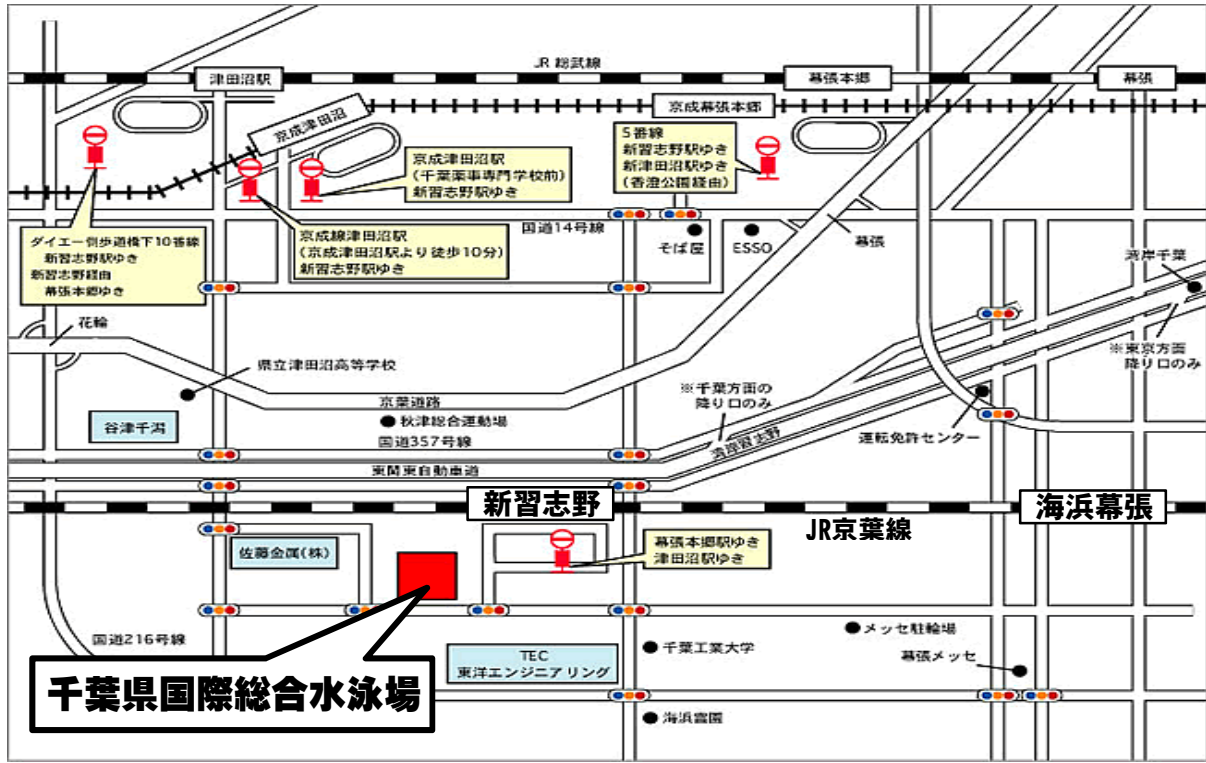 JR 総武線
津田沼駅
幕張本郷
幕張
京成津田沼
京成幕張本郷
5番線
新習志野駅ゆき
新津田沼駅ゆき
(香澄公園経由)
京成津田沼駅
(千葉薬事専門学校前)
新習志野駅ゆき
京成線津田沼駅
(京成津田沼駅より徒歩10分)
新習志野駅ゆき
ダイエー側歩道橋下10番線
新習志野駅ゆき
新習志野経由
幕張本郷ゆき
国道14号線
そば屋
ESSO
幕張
湾岸千葉
花輪
県立津田沼高等学校
※東京方面
降り口のみ
※千葉方面の
降り口のみ
京葉道路
谷津干潟
秋津総合運動場
国道357号線
湾岸習志野
運転免許センター
東関東自動車道
新習志野
海浜幕張
JR京葉線
佐藤金属(株)
幕張本郷駅ゆき
津田沼駅ゆき
国道216号線
千葉工業大学
メッセ駐輪場
幕張メッセ
TEC
東洋エンジニアリング
千葉県国際総合水泳場
海浜霊園